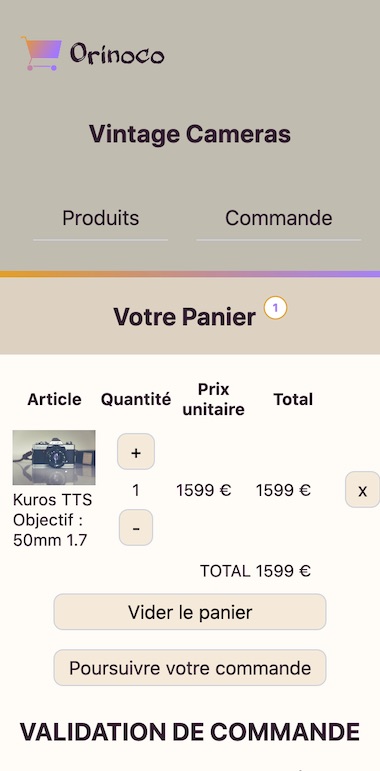 Orinoco
Vintage Cameras
Produits Commande
Votre Panier 1
Article Quantité Prix unitaire Total
+
Kuros TTS
Objectif :
50mm 1.7
1 1599 € 1599 € x
-
TOTAL 1599 €
Vider le panier
Poursuivre votre commande
VALIDATION DE COMMANDE